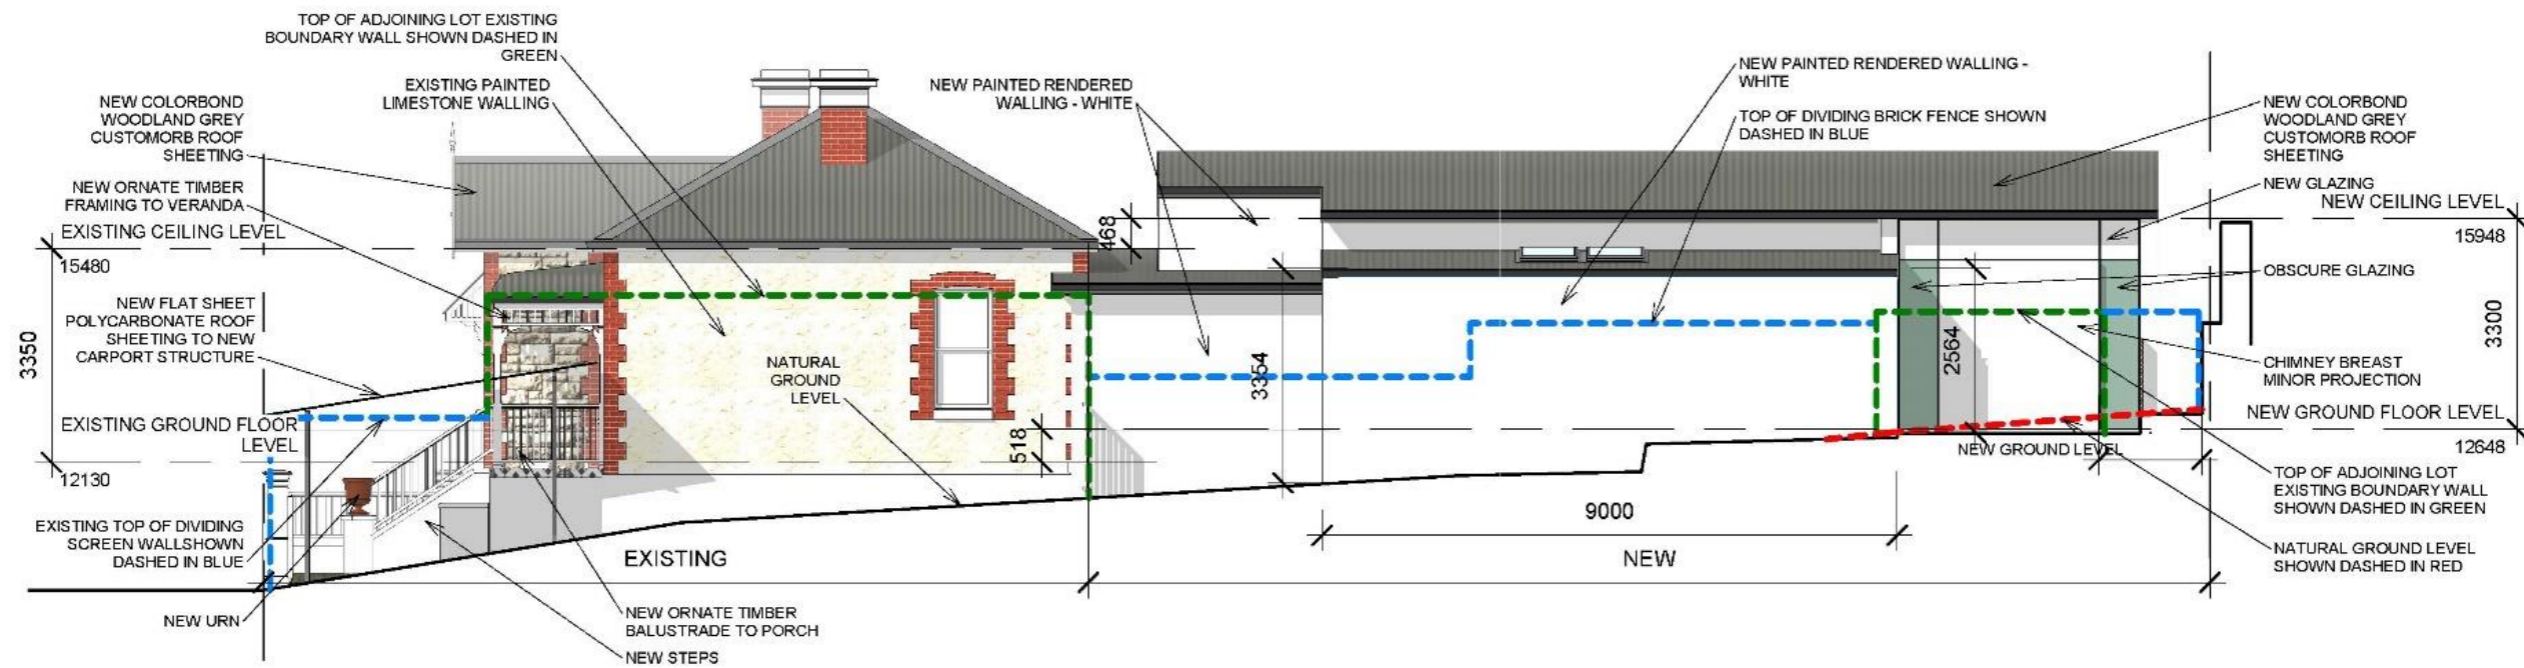 TOP OF ADJOINING LOT EXISTING
BOUNDARY WALL SHOWN DASHED IN
GREEN
EXISTING PAINTED
LIMESTONE WALLING
NEW COLORBOND
WOODLAND GREY
CUSTOMORB ROOF
SHEETING
NEW ORNATE TIMBER
FRAMING TO VERANDA
EXISTING CEILING LEVEL
15480
NEW FLAT SHEET
POLYCARBONATE ROOF
SHEETING TO NEW
CARPORT STRUCTURE
3350
EXISTING GROUND FLOOR
LEVEL
12130
EXISTING TOP OF DIVIDING
SCREEN WALLSHOWN
DASHED IN BLUE
NEW URN
NATURAL
GROUND
LEVEL
EXISTING
NEW ORNATE TIMBER
BALUSTRADE TO PORCH
NEW STEPS
NEW PAINTED RENDERED
WALLING - WHITE
468
518
3354
NEW PAINTED RENDERED WALLING -
WHITE
TOP OF DIVIDING BRICK FENCE SHOWN
DASHED IN BLUE
9000
NEW
2564
NEW GROUND LEVEL
NEW COLORBOND
WOODLAND GREY
CUSTOMORB ROOF
SHEETING
NEW GLAZING
NEW CEILING LEVEL
15948
OBSCURE GLAZING
3300
CHIMNEY BREAST
MINOR PROJECTION
NEW GROUND FLOOR LEVEL
12648
TOP OF ADJOINING LOT
EXISTING BOUNDARY WALL
SHOWN DASHED IN GREEN
NATURAL GROUND LEVEL
SHOWN DASHED IN RED